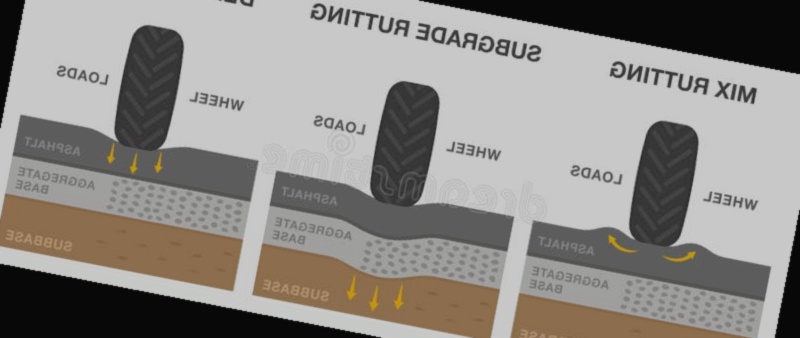 MIX RUTTING
WHEEL LOADS
ASPHALT
AGGREGATE
BASE
SUBBASE
SUBGRADE RUTTING
WHEEL LOADS
ASPHALT
AGGREGATE
BASE
SUBBASE
WHEEL LOADS
ASPHALT
AGGREGATE
BASE
SUBBASE
dreamstime